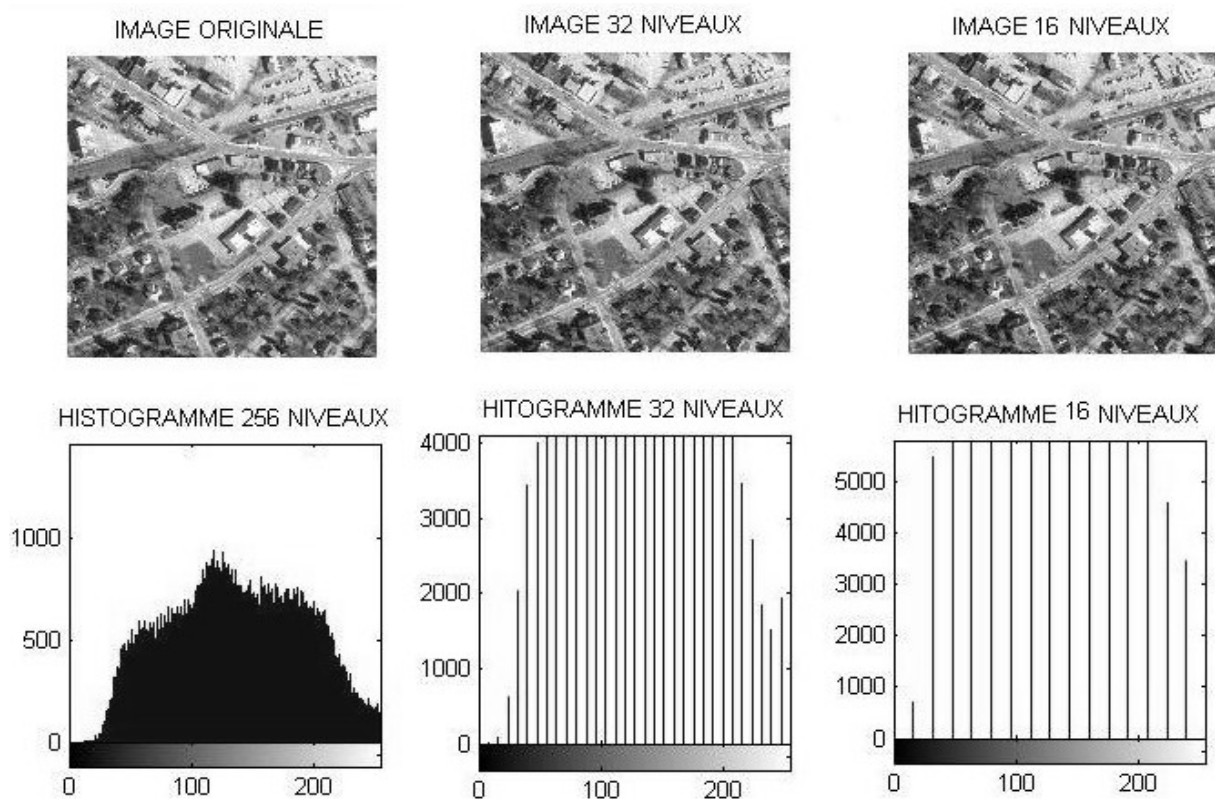 IMAGE ORIGINALE
IMAGE 32 NIVEAUX
IMAGE 16 NIVEAUX
HISTOGRAMME 256 NIVEAUX
HITOGRAMME 32 NIVEAUX
HITOGRAMME 16 NIVEAUX
1000
500
0
0 100 200
4000
3000
2000
1000
0
0 100 200
5000
4000
3000
2000
1000
0
0 100 200